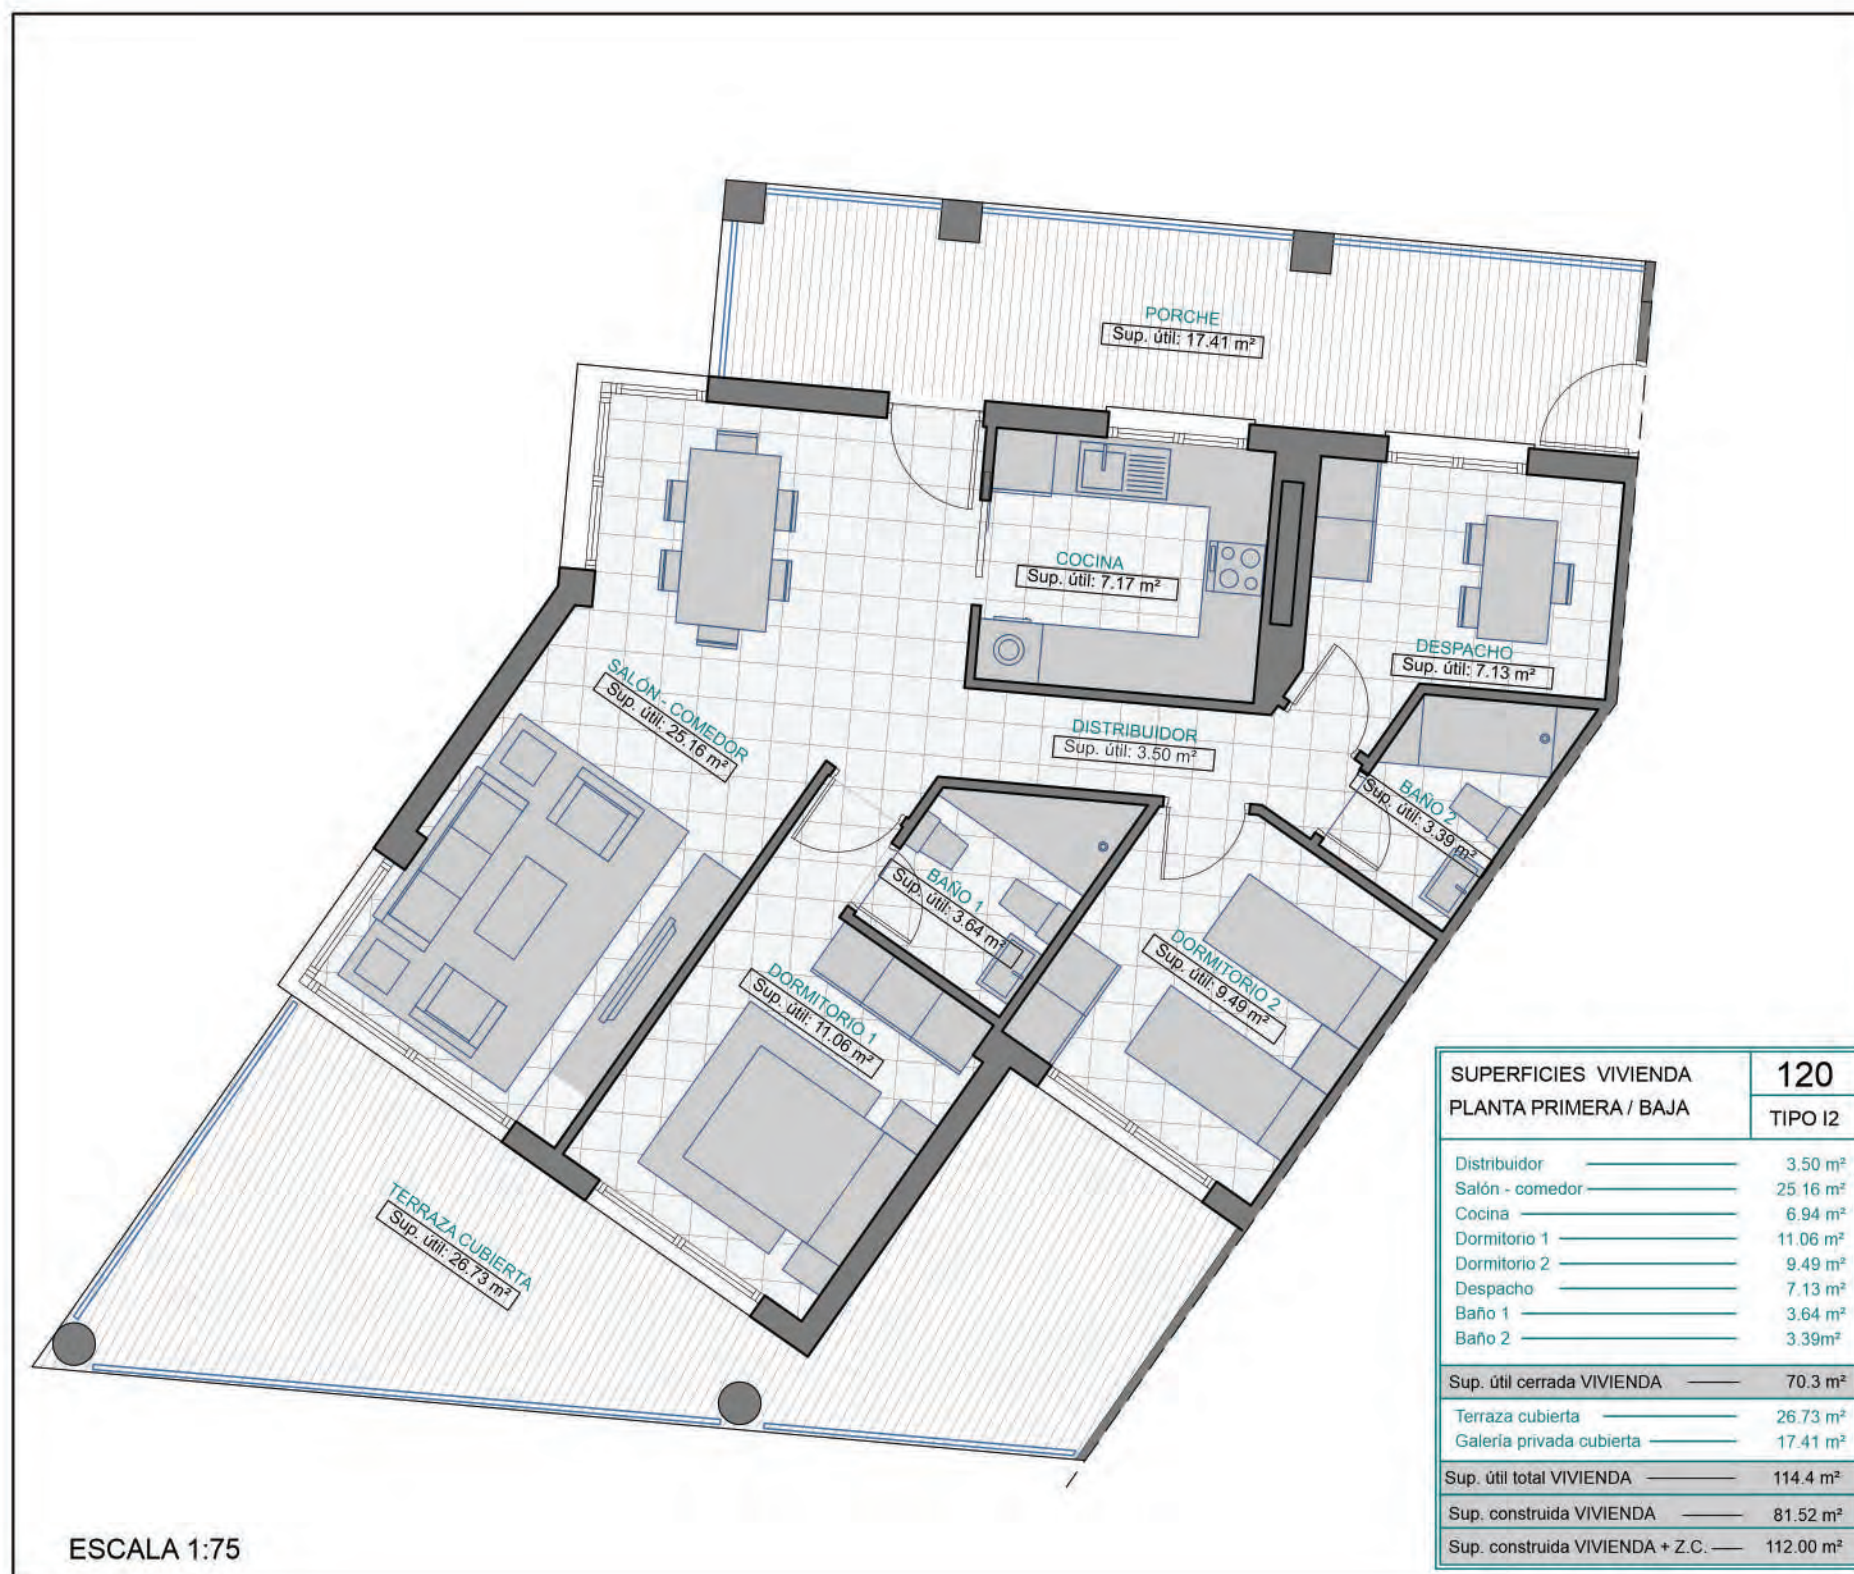 PORCHE
Sup. útil: 17.41 m²
COCINA
Sup. útil: 7.17 m²
DESPACHO
Sup. útil: 7.13 m²
SALÓN - COMEDOR
Sup. útil: 25.16 m²
DISTRIBUIDOR
Sup. útil: 3.50 m²
BAÑO 2
Sup. útil: 3.39 m²
BAÑO 1
Sup. útil: 3.64 m²
DORMITORIO 2
Sup. útil: 9.49 m²
DORMITORIO 1
Sup. útil: 11.06 m²
TERRAZA CUBIERTA
Sup. útil: 26.73 m²
SUPERFICIES VIVIENDA 120
PLANTA PRIMERA / BAJA TIPO I2
Distribuidor 3.50 m²
Salón - comedor 25.16 m²
Cocina 6.94 m²
Dormitorio 1 11.06 m²
Dormitorio 2 9.49 m²
Despacho 7.13 m²
Baño 1 3.64 m²
Baño 2 3.39m²
Sup. útil cerrada VIVIENDA 70.3 m²
Terraza cubierta 26.73 m²
Galería privada cubierta 17.41 m²
Sup. útil total VIVIENDA 114.4 m²
Sup. construida VIVIENDA 81.52 m²
Sup. construida VIVIENDA + Z.C. 112.00 m²
ESCALA 1:75